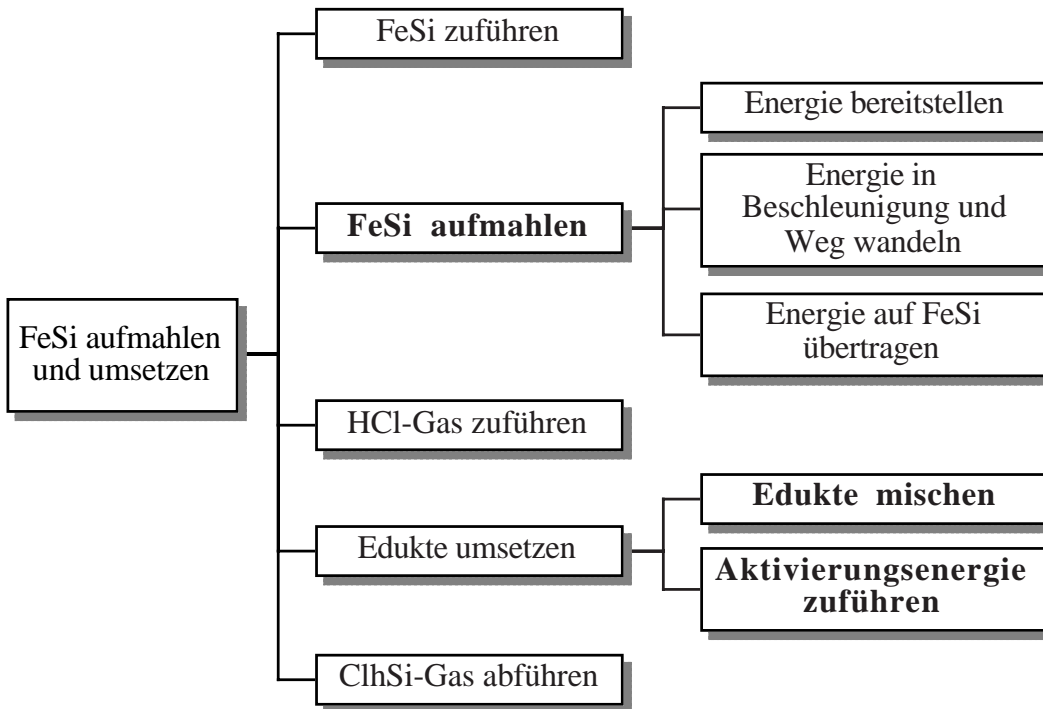 FeSi zuführen
Energie bereitstellen
Energie in
Beschleunigung und
Weg wandeln
FeSi aufmahlen
Energie auf FeSi
übertragen
FeSi aufmahlen
und umsetzen
HCl-Gas zuführen
Edukte mischen
Edukte umsetzen
Aktivierungsenergie
zuführen
ClhSi-Gas abführen